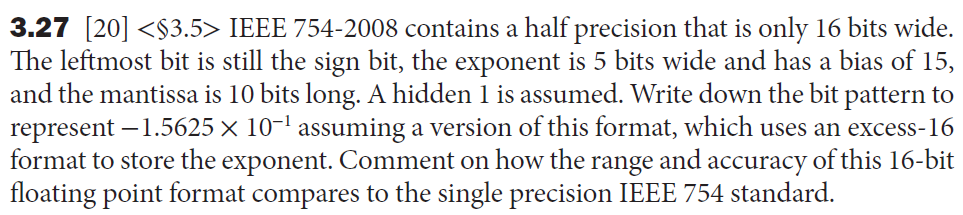 3.27 [20] <§3.5> IEEE 754-2008 contains a half precision that is only 16 bits wide.
The leftmost bit is still the sign bit, the exponent is 5 bits wide and has a bias of 15,
and the mantissa is 10 bits long. A hidden 1 is assumed. Write down the bit pattern to
represent −1.5625 × 10⁻¹ assuming a version of this format, which uses an excess-16
format to store the exponent. Comment on how the range and accuracy of this 16-bit
floating point format compares to the single precision IEEE 754 standard.